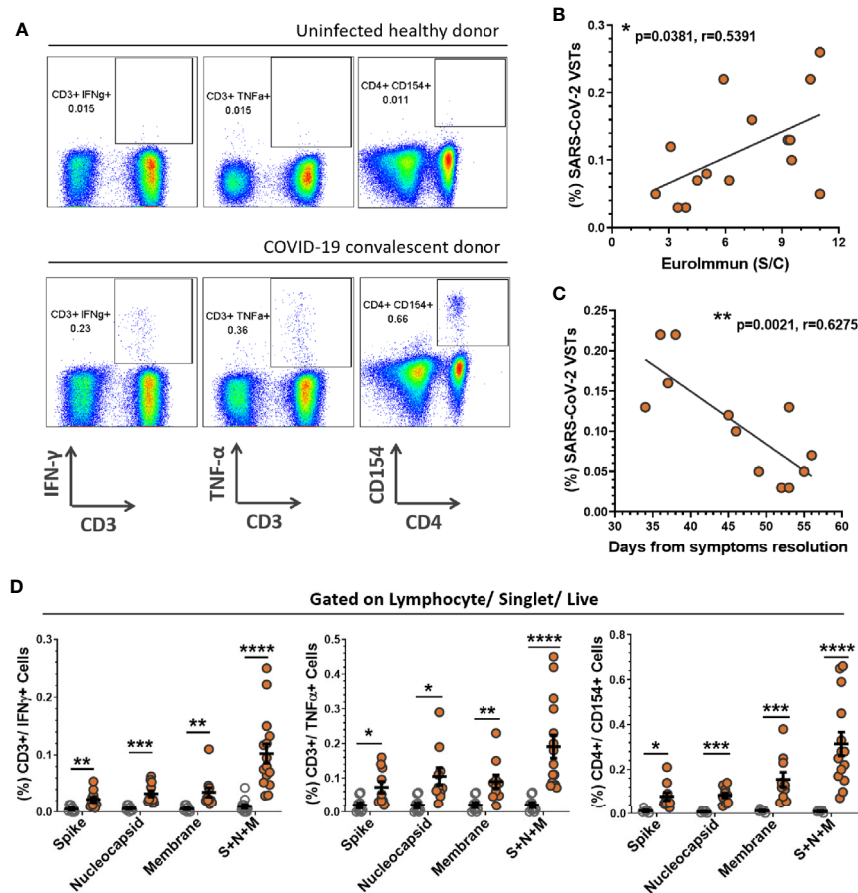 A
Uninfected healthy donor
CD3+ IFNg+
0.015
CD3+ TNFa+
0.015
CD4+ CD154+
0.011
COVID-19 convalescent donor
CD3+ IFNg+
0.23
CD3+ TNFa+
0.36
CD4+ CD154+
0.66
IFN-γ
CD3
TNF-α
CD3
CD154
CD4
B
* p=0.0381, r=0.5391
(%) SARS-CoV-2 VSTs
0.3
0.2
0.1
0.0
0 3 6 9 12
EuroImmun (S/C)
C
** p=0.0021, r=0.6275
(%) SARS-CoV-2 VSTs
0.25
0.20
0.15
0.10
0.05
0.00
30 35 40 45 50 55 60
Days from symptoms resolution
D
Gated on Lymphocyte/ Singlet/ Live
(%) CD3+/ IFNγ+ Cells
0.3
0.2
0.1
0.0
** *** ** ****
Spike
Nucleocapsid
Membrane
S+N+M
(%) CD3+/ TNFα+ Cells
0.5
0.4
0.3
0.2
0.1
0.0
* * ** ****
Spike
Nucleocapsid
Membrane
S+N+M
(%) CD4+/ CD154+ Cells
0.8
0.6
0.4
0.2
0.0
* *** *** ****
Spike
Nucleocapsid
Membrane
S+N+M